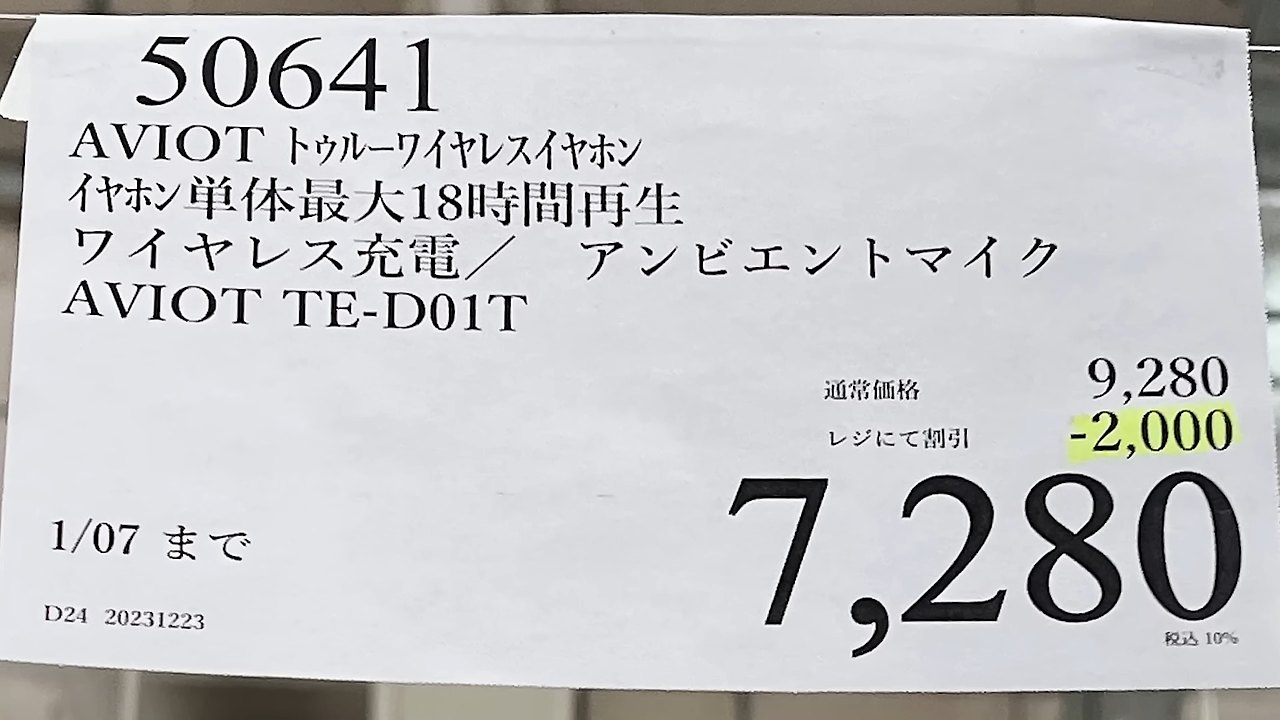 50641
AVIOT トゥルーワイヤレスイヤホン
イヤホン単体最大18時間再生
ワイヤレス充電／　アンビエントマイク
AVIOT TE-D01T
通常価格 9,280
レジにて割引 -2,000
7,280
税込 10%
1/07 まで
D24 20231223